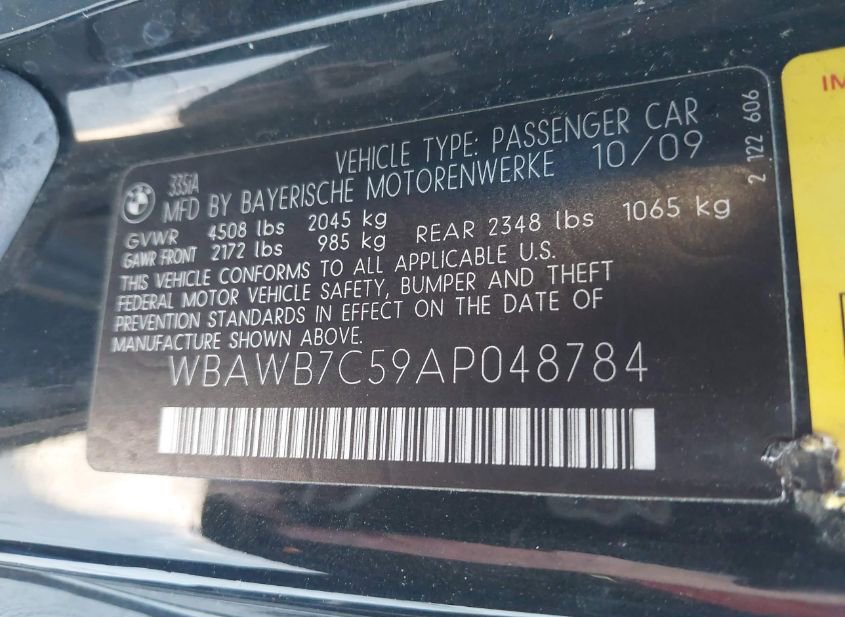 BMW
335iA
VEHICLE TYPE: PASSENGER CAR
MFD BY BAYERISCHE MOTORENWERKE 10/09
GVWR 4508 lbs 2045 kg
GAWR FRONT 2172 lbs 985 kg REAR 2348 lbs 1065 kg
THIS VEHICLE CONFORMS TO ALL APPLICABLE U.S.
FEDERAL MOTOR VEHICLE SAFETY, BUMPER AND THEFT
PREVENTION STANDARDS IN EFFECT ON THE DATE OF
MANUFACTURE SHOWN ABOVE.
WBAWB7C59AP048784
2 122 606
IM